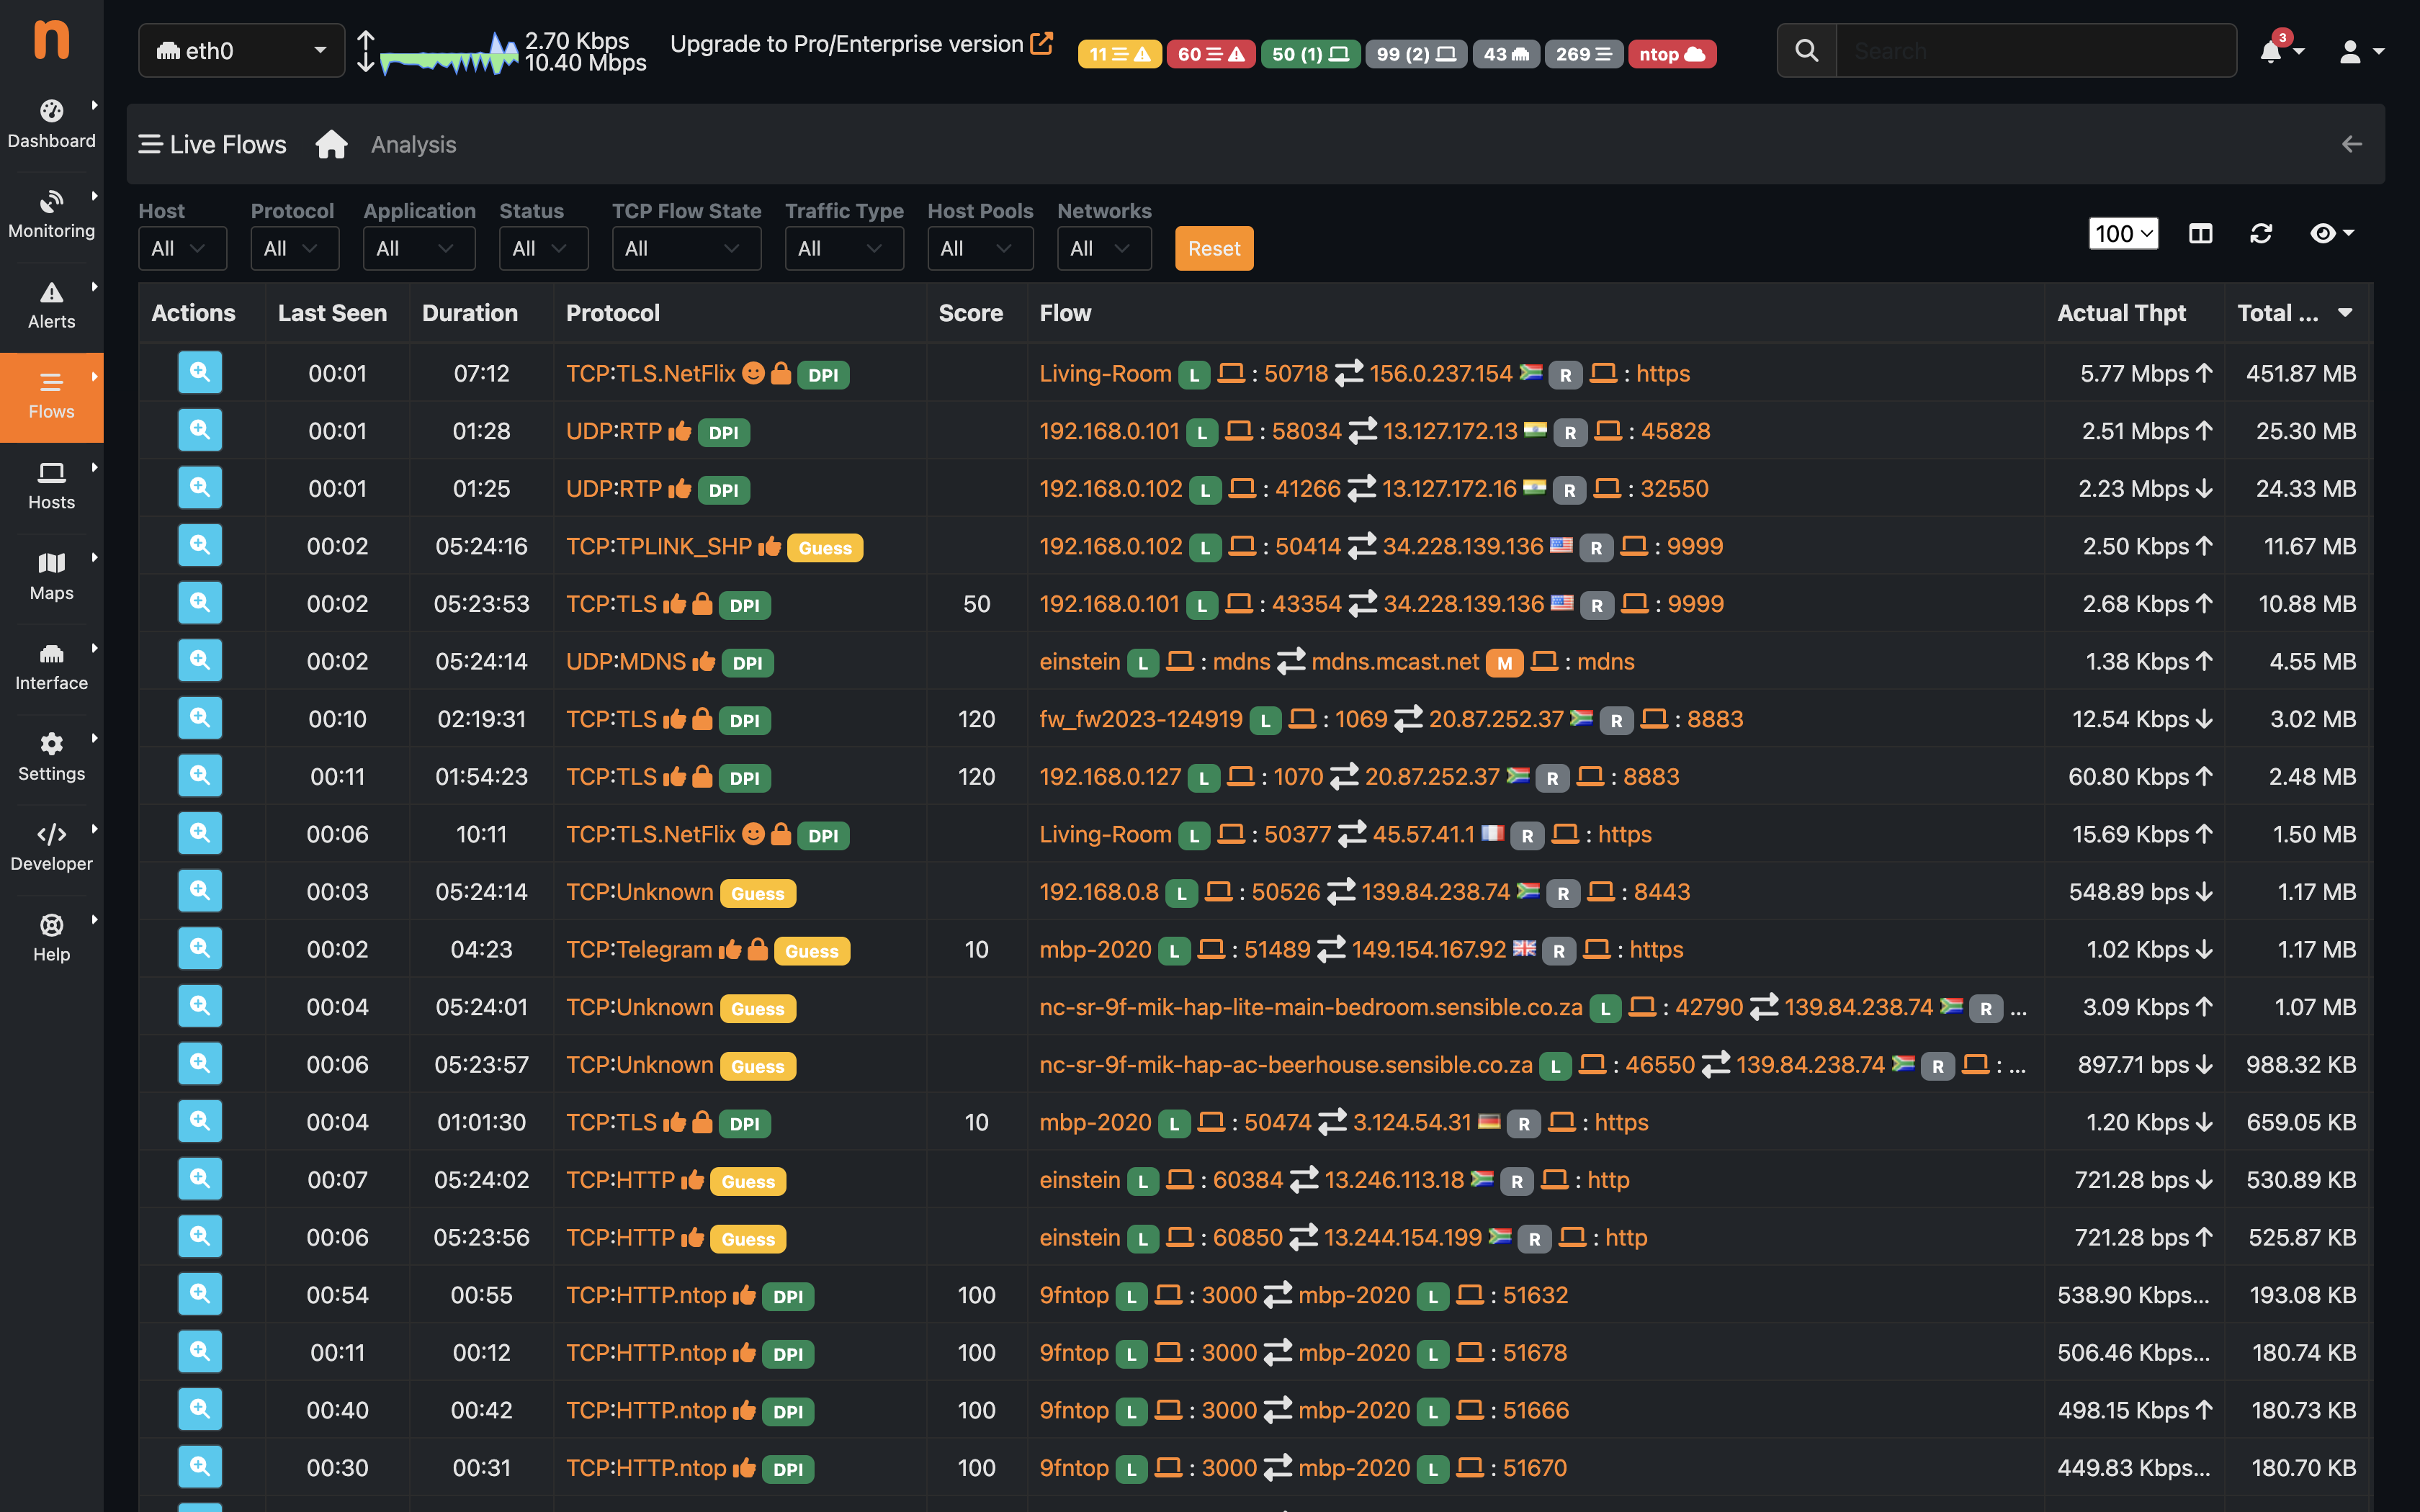 n
eth0
2.70 Kbps
10.40 Mbps
Upgrade to Pro/Enterprise version
11 60 50 (1) 99 (2) 43 269 ntop
Search
3
Dashboard
Monitoring
Alerts
Flows
Hosts
Maps
Interface
Settings
Developer
Help
Live Flows Analysis
Host Protocol Application Status TCP Flow State Traffic Type Host Pools Networks
All All All All All All All All Reset
100
Actions Last Seen Duration Protocol Score Flow Actual Thpt Total ...
00:01 07:12 TCP:TLS.NetFlix DPI Living-Room L : 50718 156.0.237.154 R : https 5.77 Mbps 451.87 MB
00:01 01:28 UDP:RTP DPI 192.168.0.101 L : 58034 13.127.172.13 R : 45828 2.51 Mbps 25.30 MB
00:01 01:25 UDP:RTP DPI 192.168.0.102 L : 41266 13.127.172.16 R : 32550 2.23 Mbps 24.33 MB
00:02 05:24:16 TCP:TPLINK_SHP Guess 192.168.0.102 L : 50414 34.228.139.136 R : 9999 2.50 Kbps 11.67 MB
00:02 05:23:53 TCP:TLS DPI 50 192.168.0.101 L : 43354 34.228.139.136 R : 9999 2.68 Kbps 10.88 MB
00:02 05:24:14 UDP:MDNS DPI einstein L : mdns mdns.mcast.net M : mdns 1.38 Kbps 4.55 MB
00:10 02:19:31 TCP:TLS DPI 120 fw_fw2023-124919 L : 1069 20.87.252.37 R : 8883 12.54 Kbps 3.02 MB
00:11 01:54:23 TCP:TLS DPI 120 192.168.0.127 L : 1070 20.87.252.37 R : 8883 60.80 Kbps 2.48 MB
00:06 10:11 TCP:TLS.NetFlix DPI Living-Room L : 50377 45.57.41.1 R : https 15.69 Kbps 1.50 MB
00:03 05:24:14 TCP:Unknown Guess 192.168.0.8 L : 50526 139.84.238.74 R : 8443 548.89 bps 1.17 MB
00:02 04:23 TCP:Telegram Guess 10 mbp-2020 L : 51489 149.154.167.92 R : https 1.02 Kbps 1.17 MB
00:04 05:24:01 TCP:Unknown Guess nc-sr-9f-mik-hap-lite-main-bedroom.sensible.co.za L : 42790 139.84.238.74 R ... 3.09 Kbps 1.07 MB
00:06 05:23:57 TCP:Unknown Guess nc-sr-9f-mik-hap-ac-beerhouse.sensible.co.za L : 46550 139.84.238.74 R : ... 897.71 bps 988.32 KB
00:04 01:01:30 TCP:TLS DPI 10 mbp-2020 L : 50474 3.124.54.31 R : https 1.20 Kbps 659.05 KB
00:07 05:24:02 TCP:HTTP Guess einstein L : 60384 13.246.113.18 R : http 721.28 bps 530.89 KB
00:06 05:23:56 TCP:HTTP Guess einstein L : 60850 13.244.154.199 R : http 721.28 bps 525.87 KB
00:54 00:55 TCP:HTTP.ntop DPI 100 9fntop L : 3000 mbp-2020 L : 51632 538.90 Kbps... 193.08 KB
00:11 00:12 TCP:HTTP.ntop DPI 100 9fntop L : 3000 mbp-2020 L : 51678 506.46 Kbps... 180.74 KB
00:40 00:42 TCP:HTTP.ntop DPI 100 9fntop L : 3000 mbp-2020 L : 51666 498.15 Kbps 180.73 KB
00:30 00:31 TCP:HTTP.ntop DPI 100 9fntop L : 3000 mbp-2020 L : 51670 449.83 Kbps... 180.70 KB